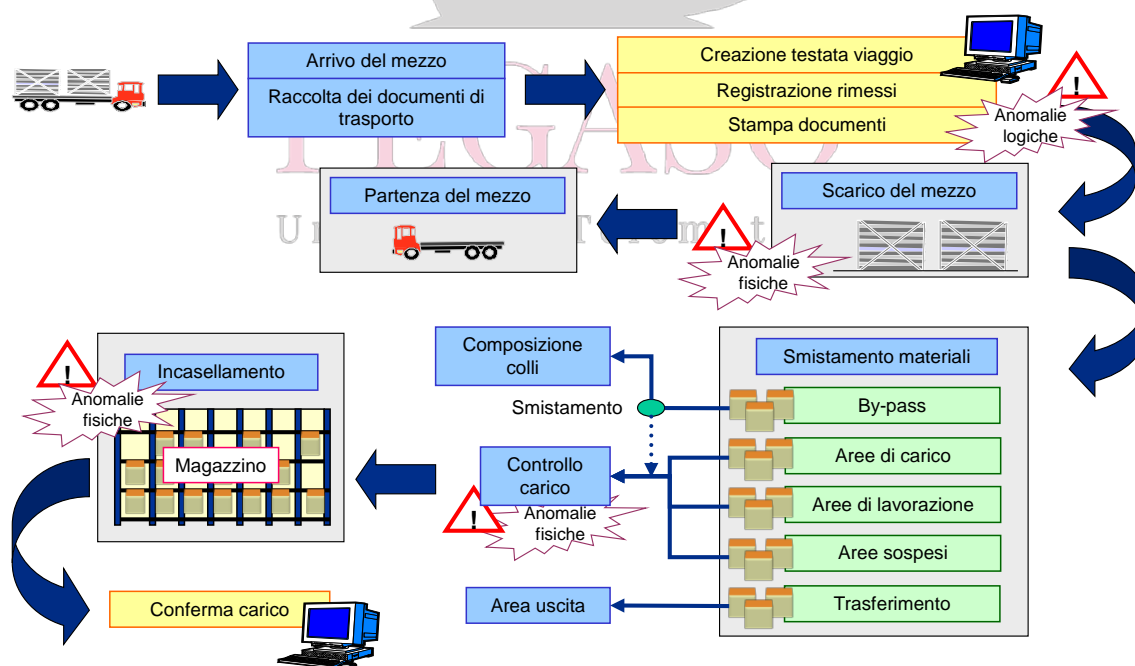 Arrivo del mezzo
Raccolta dei documenti di
trasporto
Creazione testata viaggio
Registrazione rimessi
Stampa documenti
!
Anomalie
logiche
PEGASO
Partenza del mezzo
Scarico del mezzo
!
Anomalie
fisiche
Composizione
colli
Smistamento
Smistamento materiali
By-pass
Aree di carico
Aree di lavorazione
Aree sospesi
Trasferimento
Controllo
carico
!
Anomalie
fisiche
Area uscita
!
Incasellamento
Anomalie
fisiche
Magazzino
Conferma carico